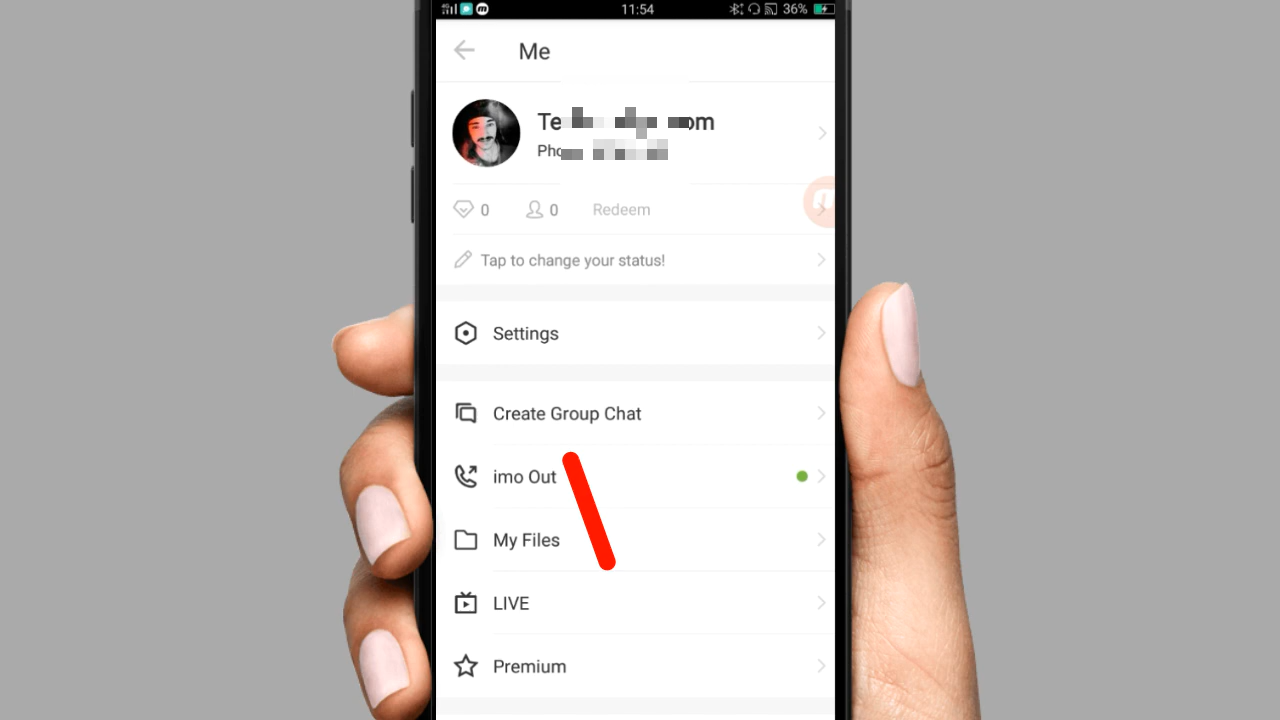 11:54 36%
Me
0 0 Redeem
Tap to change your status!
Settings
Create Group Chat
imo Out
My Files
LIVE
Premium